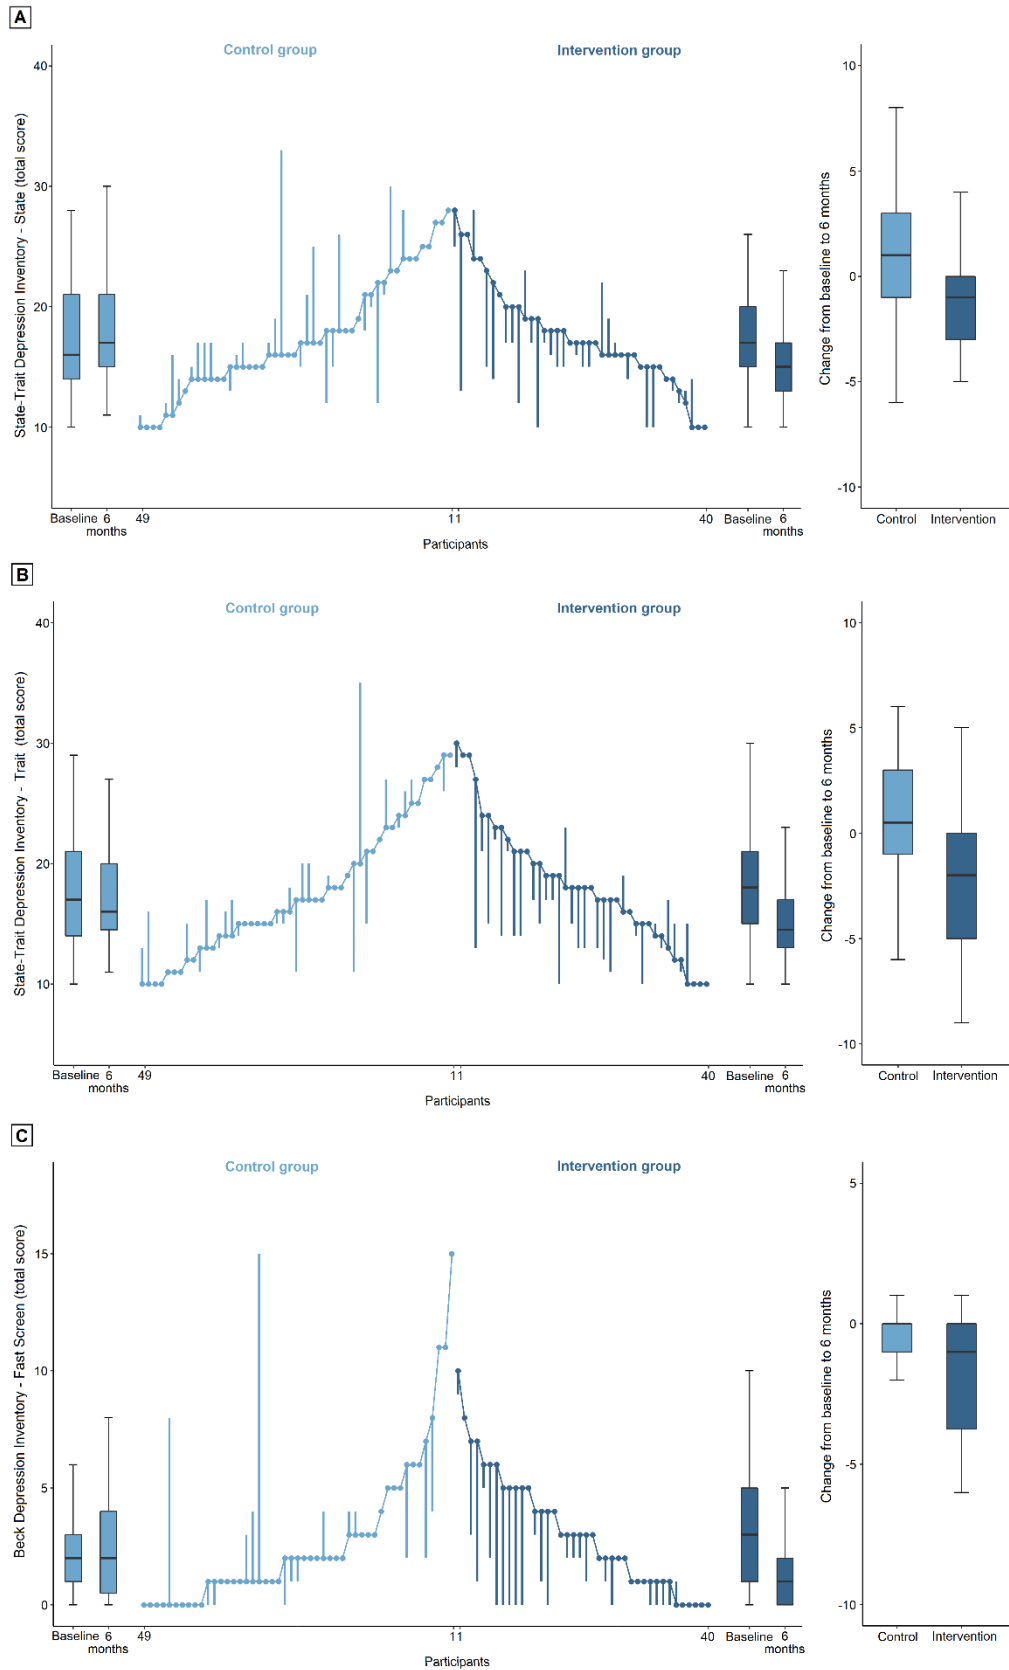 A
Control group
Intervention group
State-Trait Depression Inventory - State (total score)
40
30
20
10
Baseline 6 months
49
11
40
Baseline 6 months
Participants
Change from baseline to 6 months
10
5
0
-5
-10
Control Intervention
B
Control group
Intervention group
State-Trait Depression Inventory - Trait (total score)
40
30
20
10
Baseline 6 months
49
11
40
Baseline 6 months
Participants
Change from baseline to 6 months
10
5
0
-5
-10
Control Intervention
C
Control group
Intervention group
Beck Depression Inventory - Fast Screen (total score)
15
10
5
0
Baseline 6 months
49
11
40
Baseline 6 months
Participants
Change from baseline to 6 months
5
0
-5
-10
Control Intervention